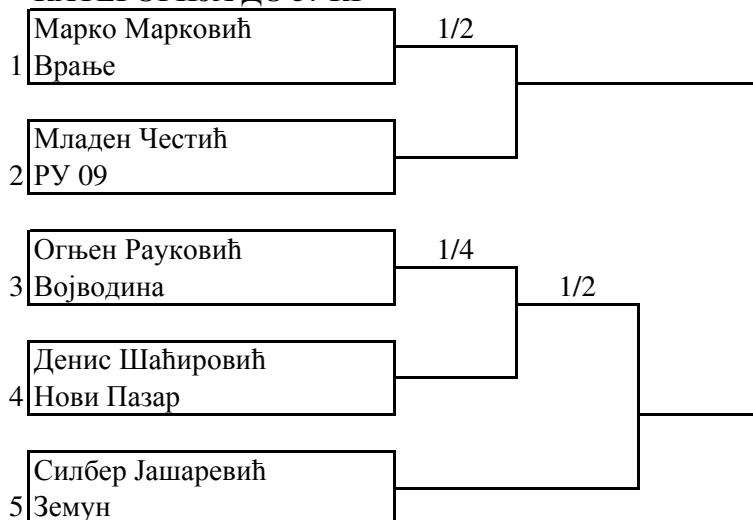 Марко Марковић
1/2
1 Врање
Младен Честић
2 РУ 09
Огњен Рауковић
1/4
3 Војводина
1/2
Денис Шаћировић
4 Нови Пазар
Силбер Јашаревић
5 Земун